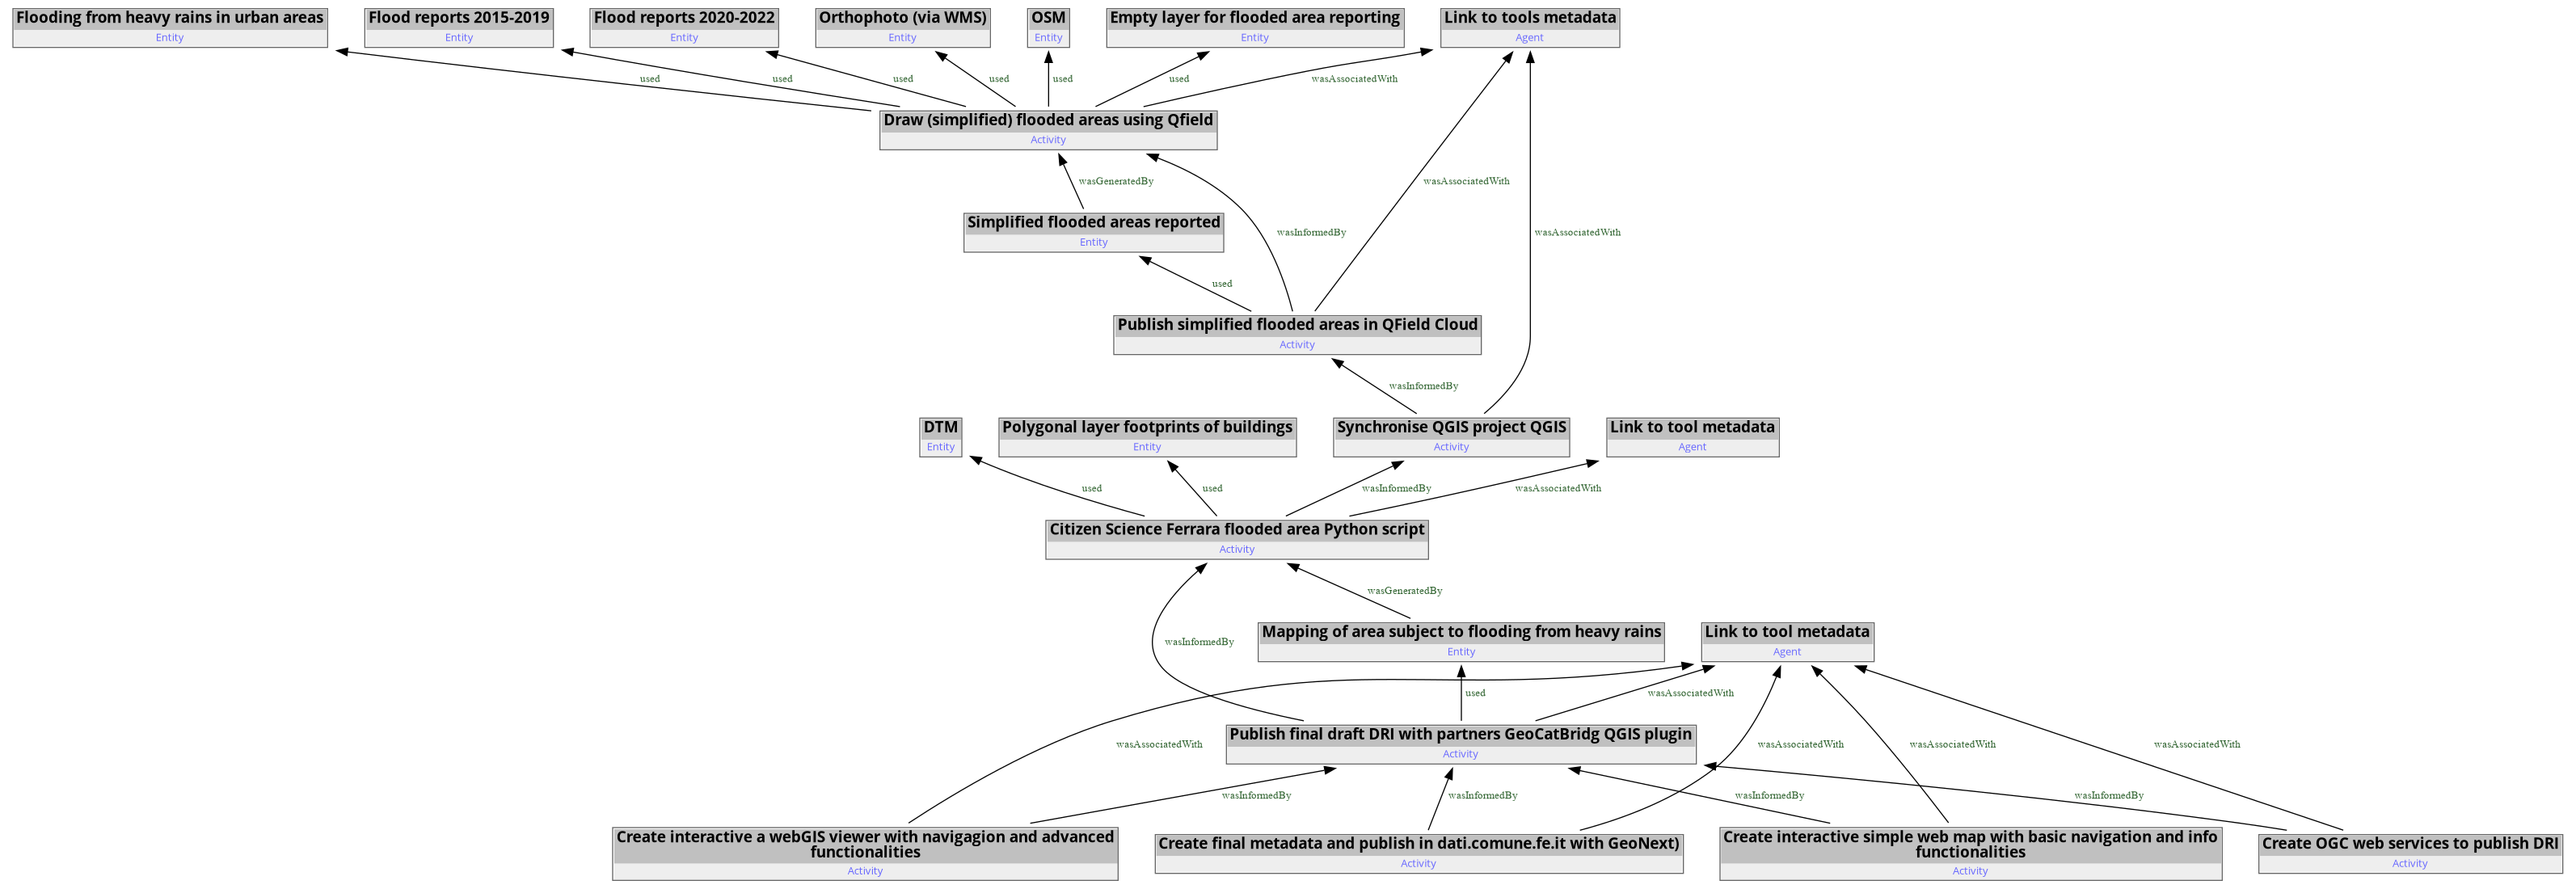 Flooding from heavy rains in urban areas
Entity
Flood reports 2015-2019
Entity
Flood reports 2020-2022
Entity
Orthophoto (via WMS)
Entity
OSM
Entity
Empty layer for flooded area reporting
Entity
Link to tools metadata
Agent
used
used
used
used
used
used
wasAssociatedWith
Draw (simplified) flooded areas using Qfield
Activity
wasGeneratedBy
wasAssociatedWith
Simplified flooded areas reported
Entity
wasInformedBy
wasAssociatedWith
used
Publish simplified flooded areas in QField Cloud
Activity
wasInformedBy
DTM
Entity
Polygonal layer footprints of buildings
Entity
Synchronise QGIS project QGIS
Activity
Link to tool metadata
Agent
used
used
wasInformedBy
wasAssociatedWith
Citizen Science Ferrara flooded area Python script
Activity
wasGeneratedBy
wasInformedBy
Mapping of area subject to flooding from heavy rains
Entity
Link to tool metadata
Agent
used
wasAssociatedWith
Publish final draft DRI with partners GeoCatBridg QGIS plugin
Activity
wasAssociatedWith
wasAssociatedWith
wasAssociatedWith
wasAssociatedWith
wasInformedBy
wasInformedBy
wasInformedBy
wasInformedBy
Create interactive a webGIS viewer with navigagion and advanced
functionalities
Activity
Create final metadata and publish in dati.comune.fe.it with GeoNext)
Activity
Create interactive simple web map with basic navigation and info
functionalities
Activity
Create OGC web services to publish DRI
Activity